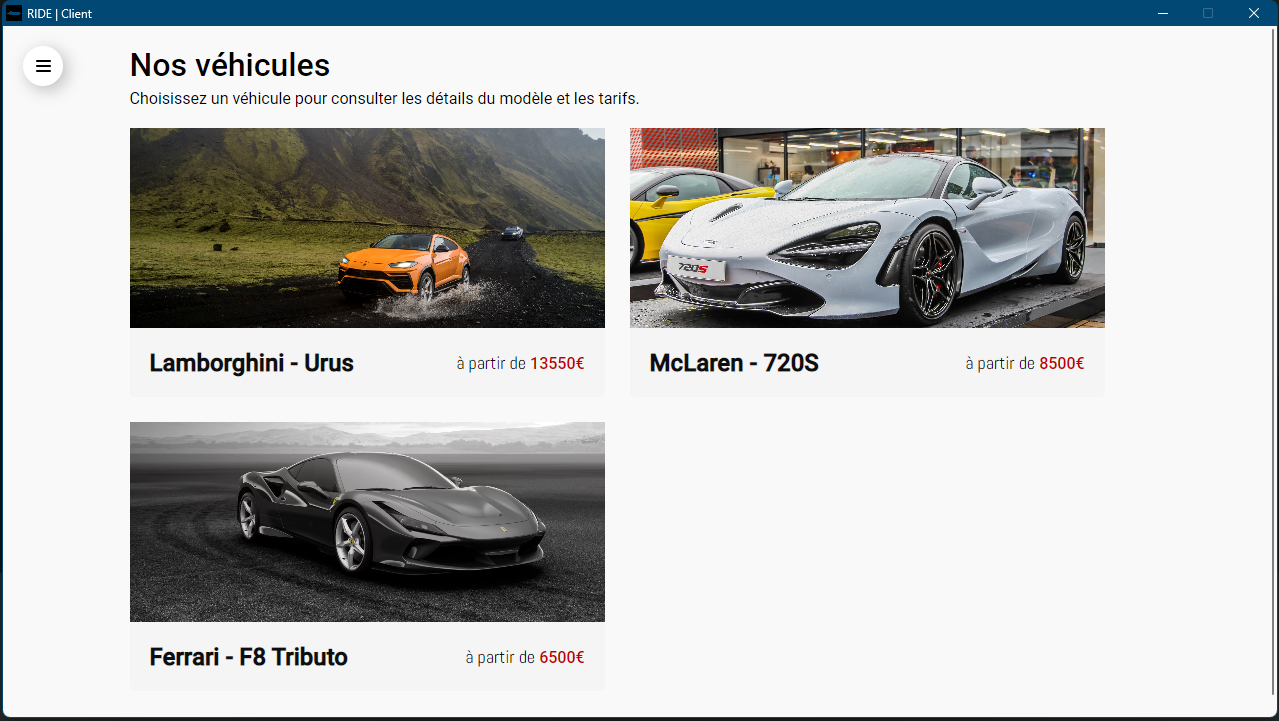 RIDE | Client
Nos véhicules
Choisissez un véhicule pour consulter les détails du modèle et les tarifs.
720S
Lamborghini - Urus
à partir de 13550€
McLaren - 720S
à partir de 8500€
Ferrari - F8 Tributo
à partir de 6500€